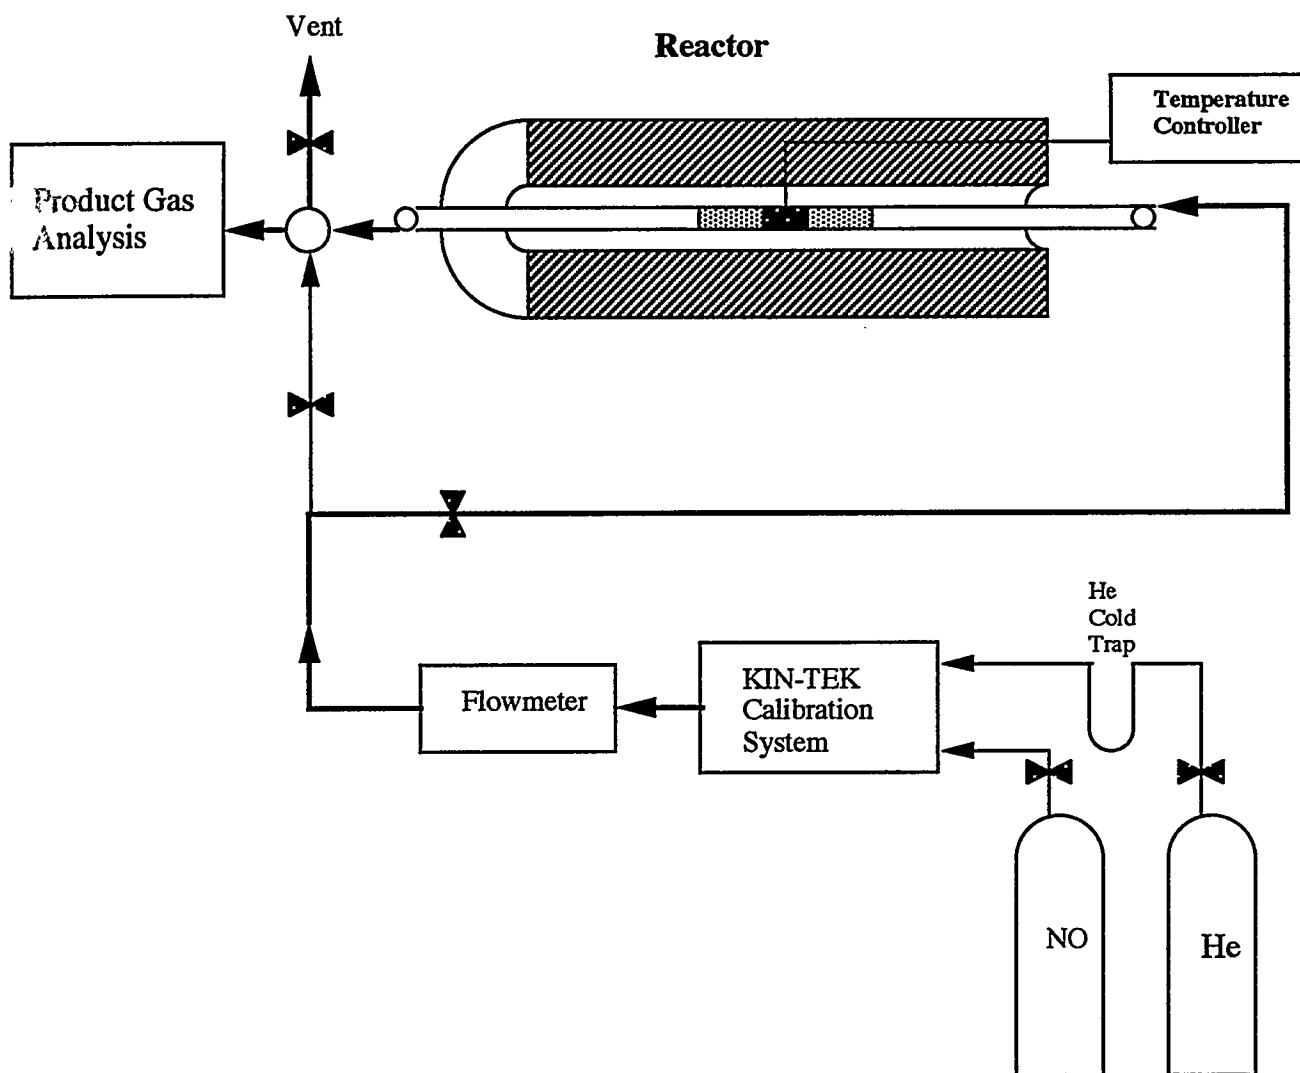 Vent
Reactor
Temperature
Controller
Product Gas
Analysis
He
Cold
Trap
KIN-TEK
Calibration
System
Flowmeter
NO
He